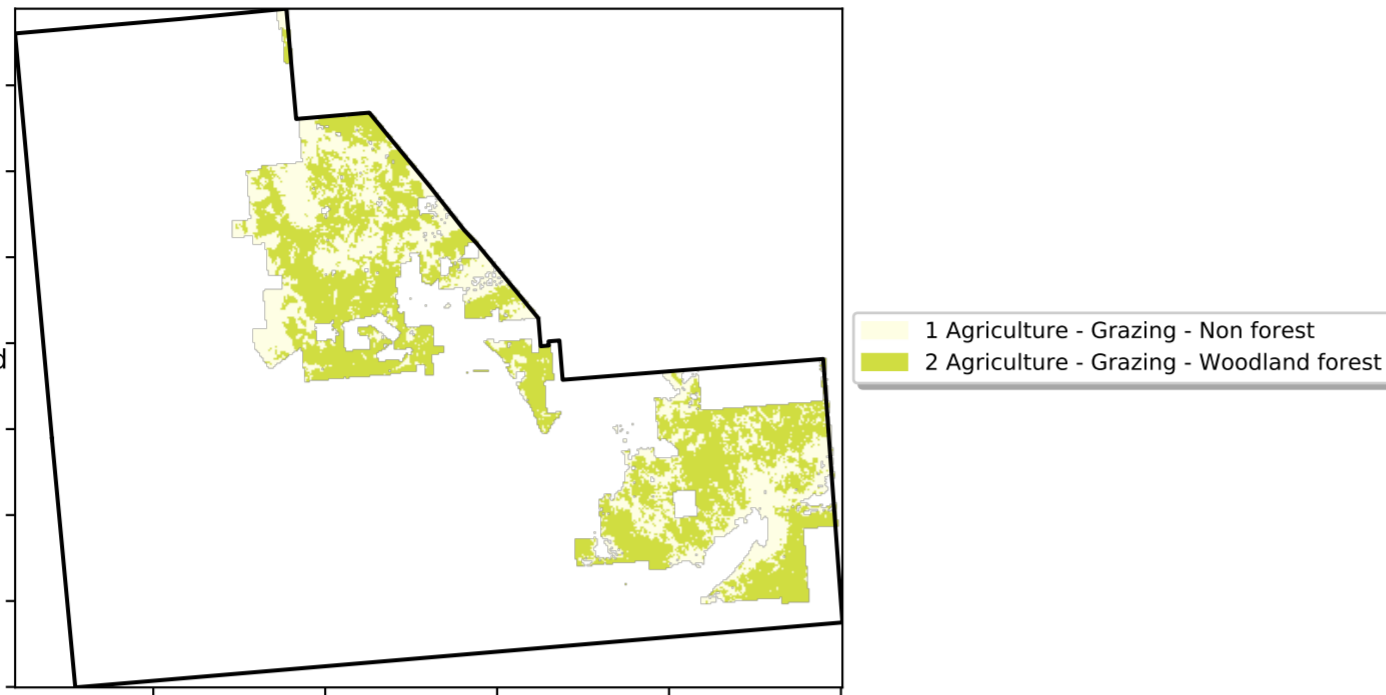 d
1 Agriculture - Grazing - Non forest
2 Agriculture - Grazing - Woodland forest